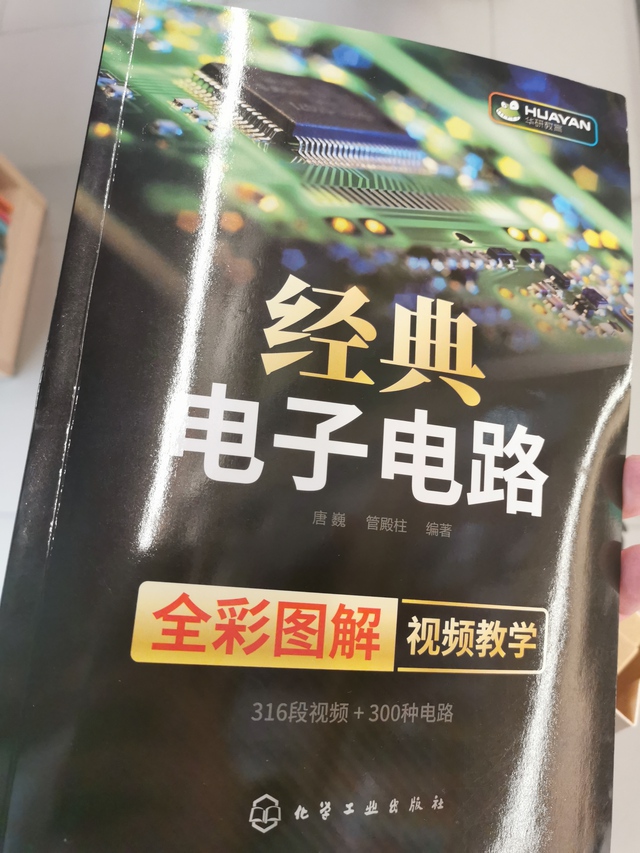 HUAYAN
华研教育
经典
电子电路
唐巍 管殿柱 编著
全彩图解
视频教学
316段视频 + 300种电路
化学工业出版社